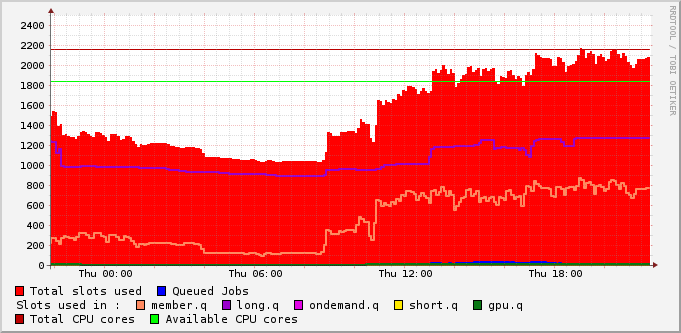 RRDTOOL / TOBI OETIKER
2400
2200
2000
1800
1600
1400
1200
1000
800
600
400
200
0
Thu 00:00 Thu 06:00 Thu 12:00 Thu 18:00
Total slots used Queued Jobs
Slots used in : member.q long.q ondemand.q short.q gpu.q
Total CPU cores Available CPU cores